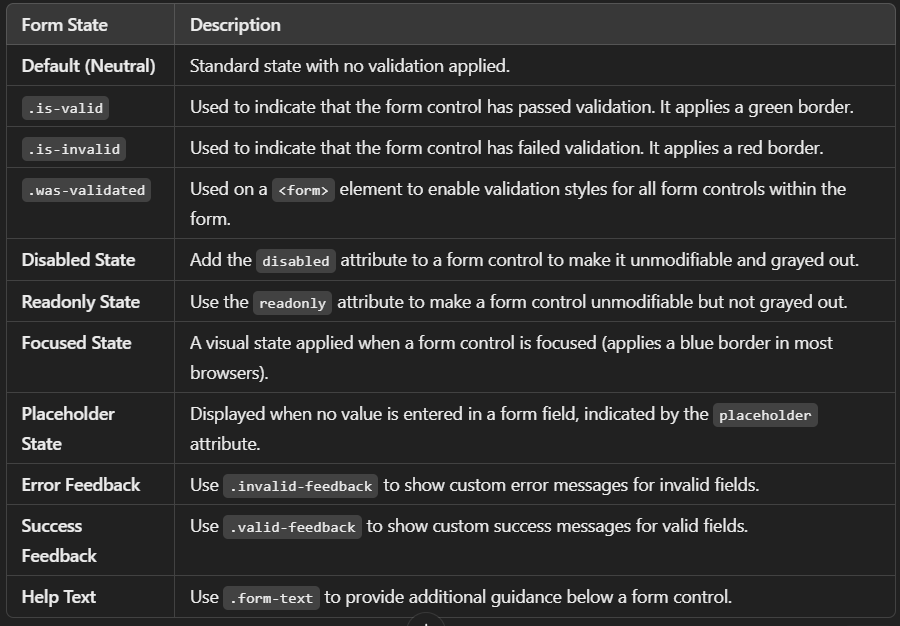 Form State Description
Default (Neutral) Standard state with no validation applied.
.is-valid Used to indicate that the form control has passed validation. It applies a green border.
.is-invalid Used to indicate that the form control has failed validation. It applies a red border.
.was-validated Used on a <form> element to enable validation styles for all form controls within the
form.
Disabled State Add the disabled attribute to a form control to make it unmodifiable and grayed out.
Readonly State Use the readonly attribute to make a form control unmodifiable but not grayed out.
Focused State A visual state applied when a form control is focused (applies a blue border in most
browsers).
Placeholder Displayed when no value is entered in a form field, indicated by the placeholder
State attribute.
Error Feedback Use .invalid-feedback to show custom error messages for invalid fields.
Success Use .valid-feedback to show custom success messages for valid fields.
Feedback
Help Text Use .form-text to provide additional guidance below a form control.